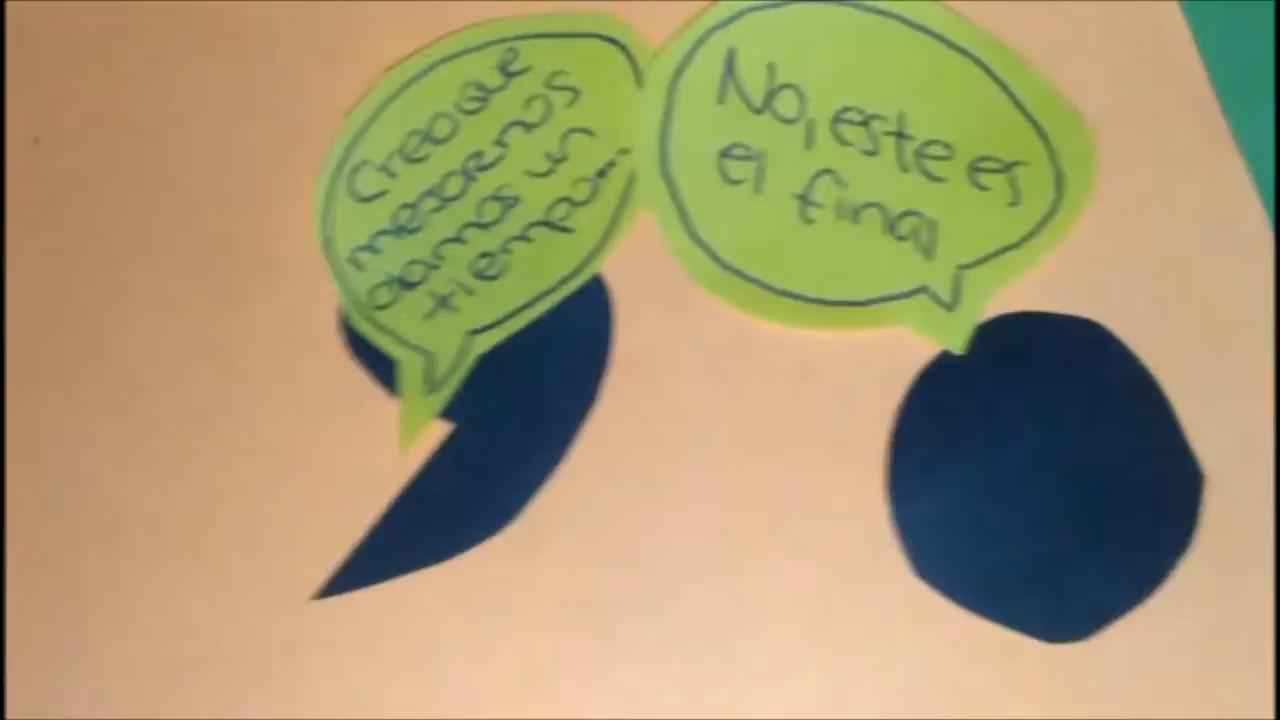 Creo que
mejor nos
damos un
tiempo...
No, este es
el final